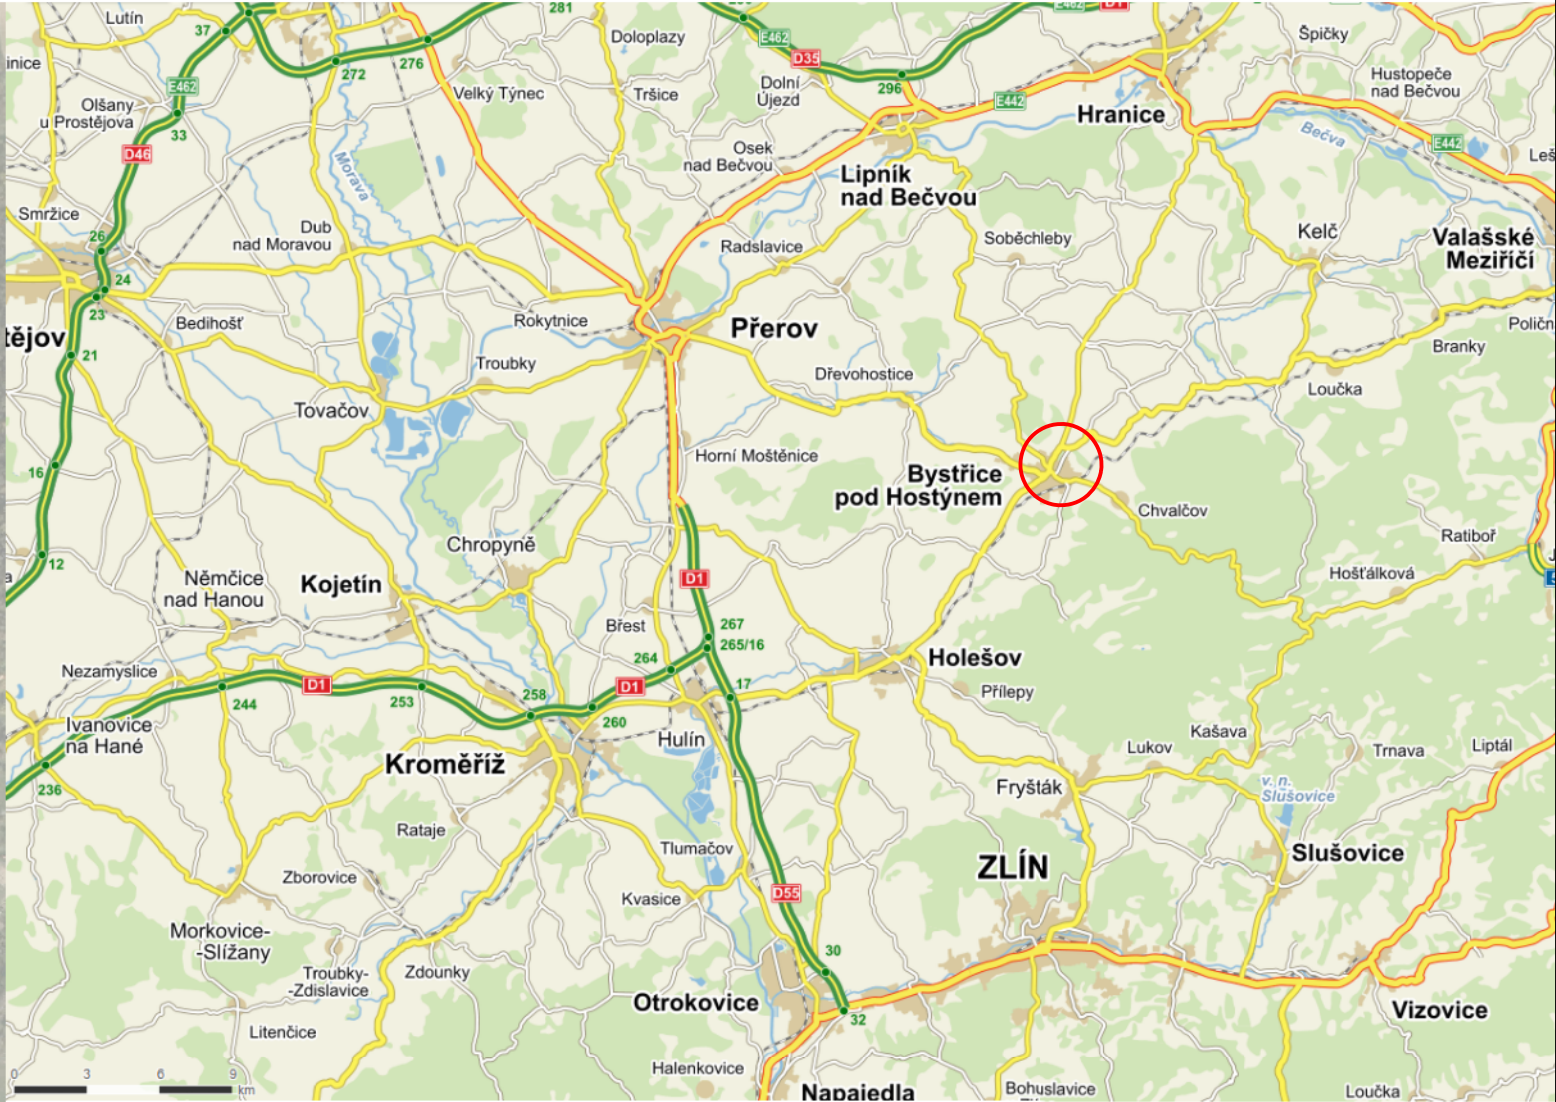 Lutín
37
281
E462
D1
Doloplazy
E462
Špičky
inice
272
276
D35
E462
Velký Týnec
Tršice
Dolní
Újezd
296
Hustopeče
nad Bečvou
Olšany
u Prostějova
33
E442
Hranice
D46
Morava
Osek
nad Bečvou
Bečva
E442
Leš
Lipník
nad Bečvou
Smržice
26
Dub
nad Moravou
Radslavice
Soběchleby
Kelč
Valašské
Meziříčí
24
23
Bedihošť
Rokytnice
Přerov
Poličn
tějov
21
Troubky
Branky
Dřevohostice
Loučka
Tovačov
16
Horní Moštěnice
Bystřice
pod Hostýnem
Chvalčov
Ratiboř
12
Chropyně
Němčice
nad Hanou
Kojetín
D1
Hošťálková
J
5
a
Břest
267
265/16
Nezamyslice
264
Holešov
D1
D1
17
Přílepy
244
253
258
260
Ivanovice
na Hané
Hulín
Kašava
Lukov
Trnava
Liptál
Kroměříž
236
Fryšták
v. n.
Slušovice
Rataje
Tlumačov
ZLÍN
Slušovice
Zborovice
Kvasice
D55
Morkovice-
-Slížany
30
Troubky-
-Zdislavice
Zdounky
Otrokovice
32
Vizovice
Litenčice
Halenkovice
0 3 6 9
km
Napajedla
Bohuslavice
Loučka